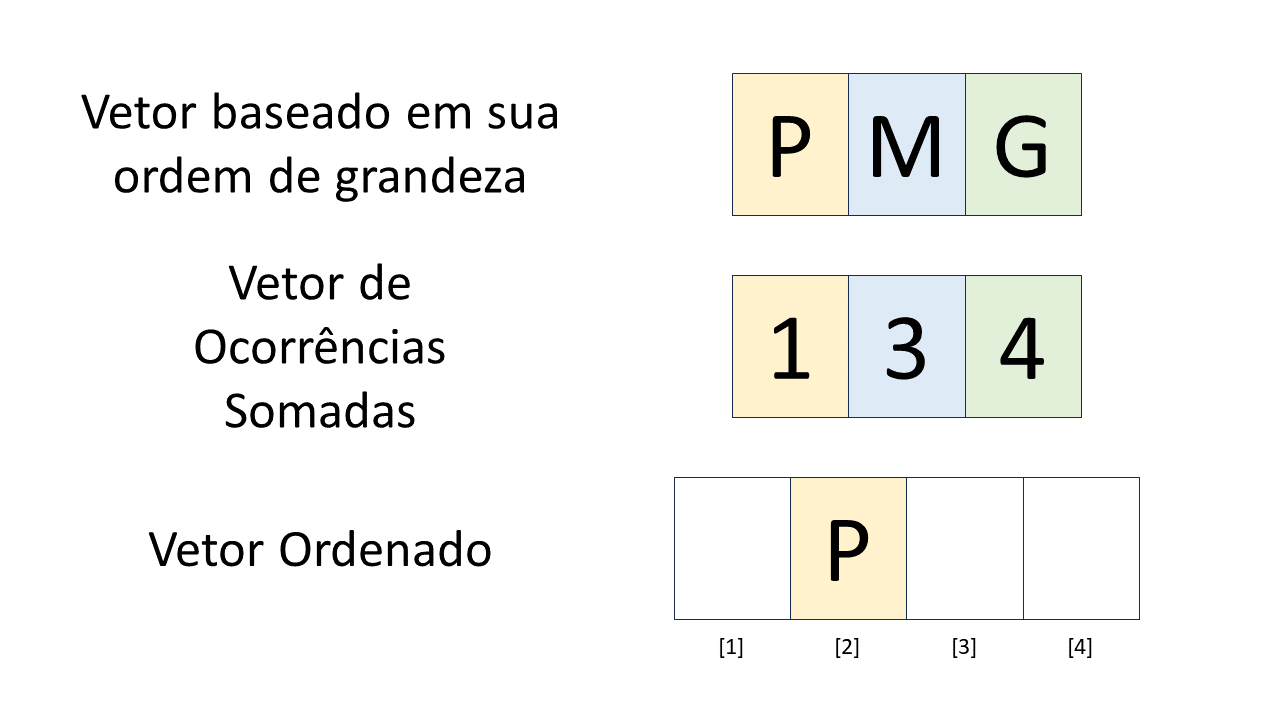 Vetor baseado em sua
ordem de grandeza
P M G
Vetor de
Ocorrências
Somadas
1 3 4
Vetor Ordenado
P
[1] [2] [3] [4]